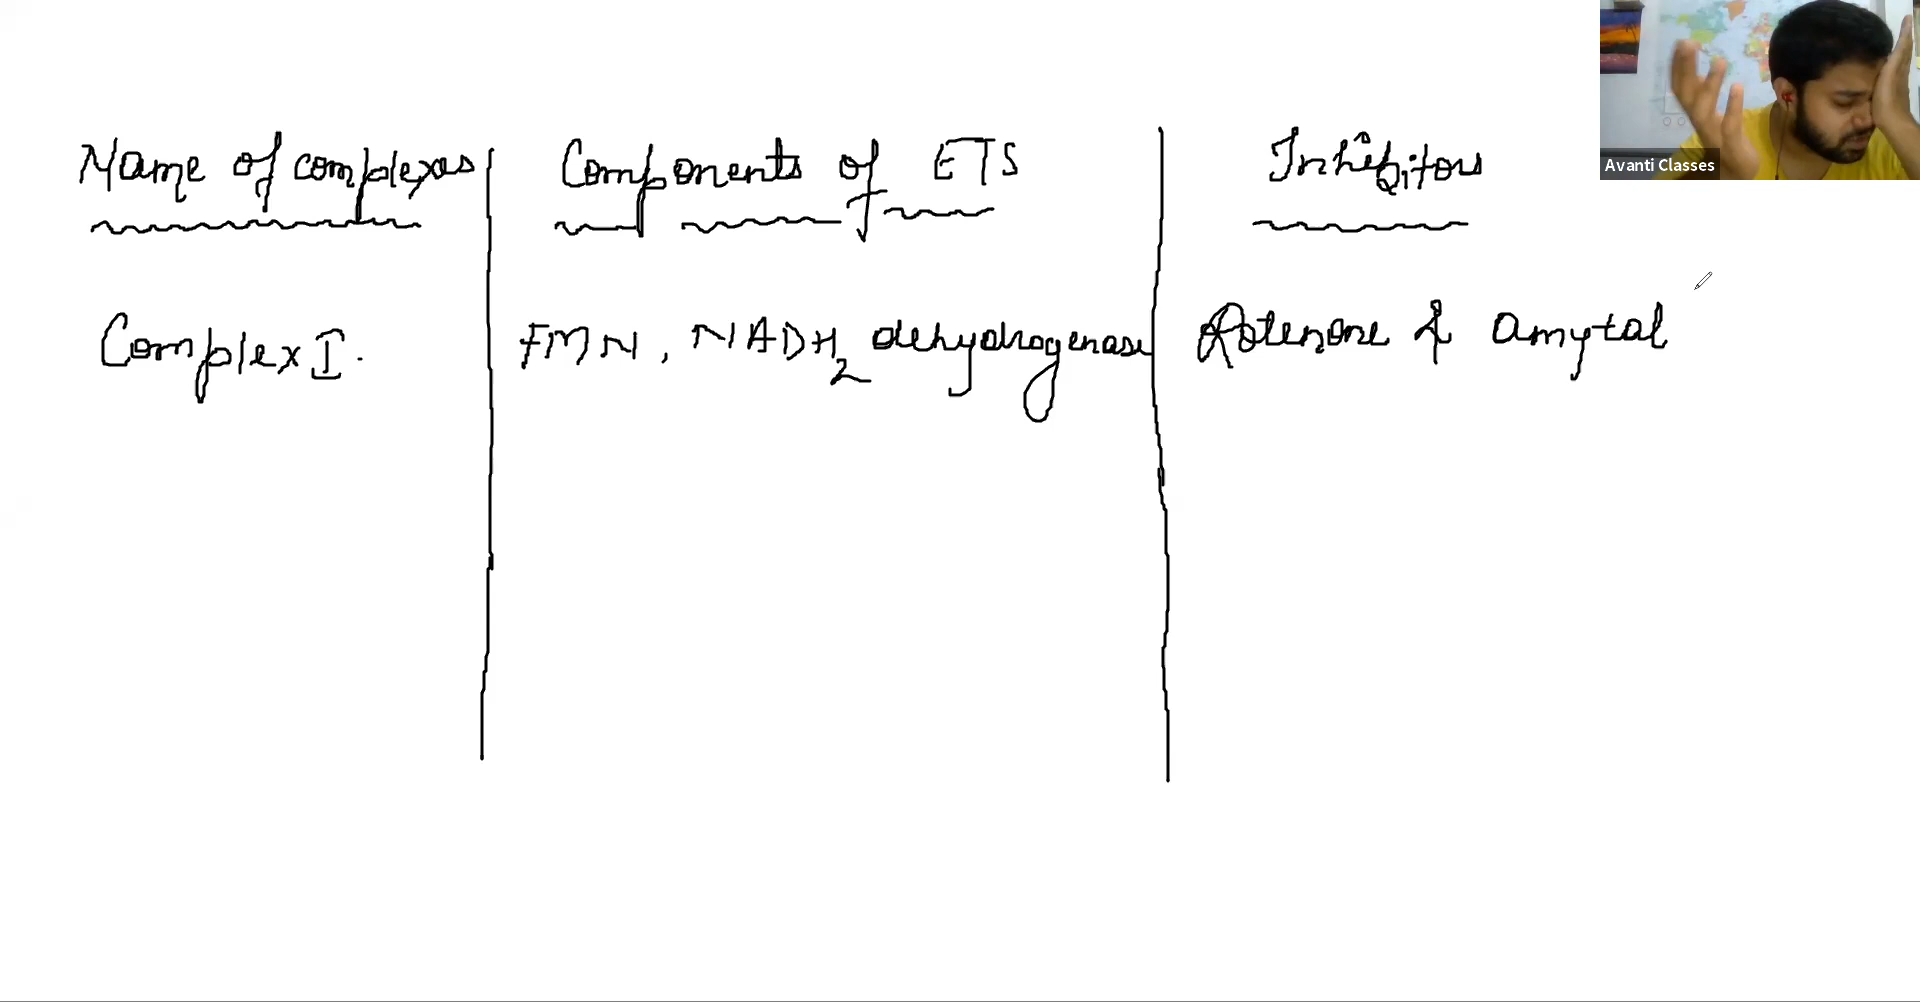 Name of complexes Components of ETS Inhibitors
Complex I. FMN, NADH2 dehydrogenase Rotenone & Amytal
Avanti Classes